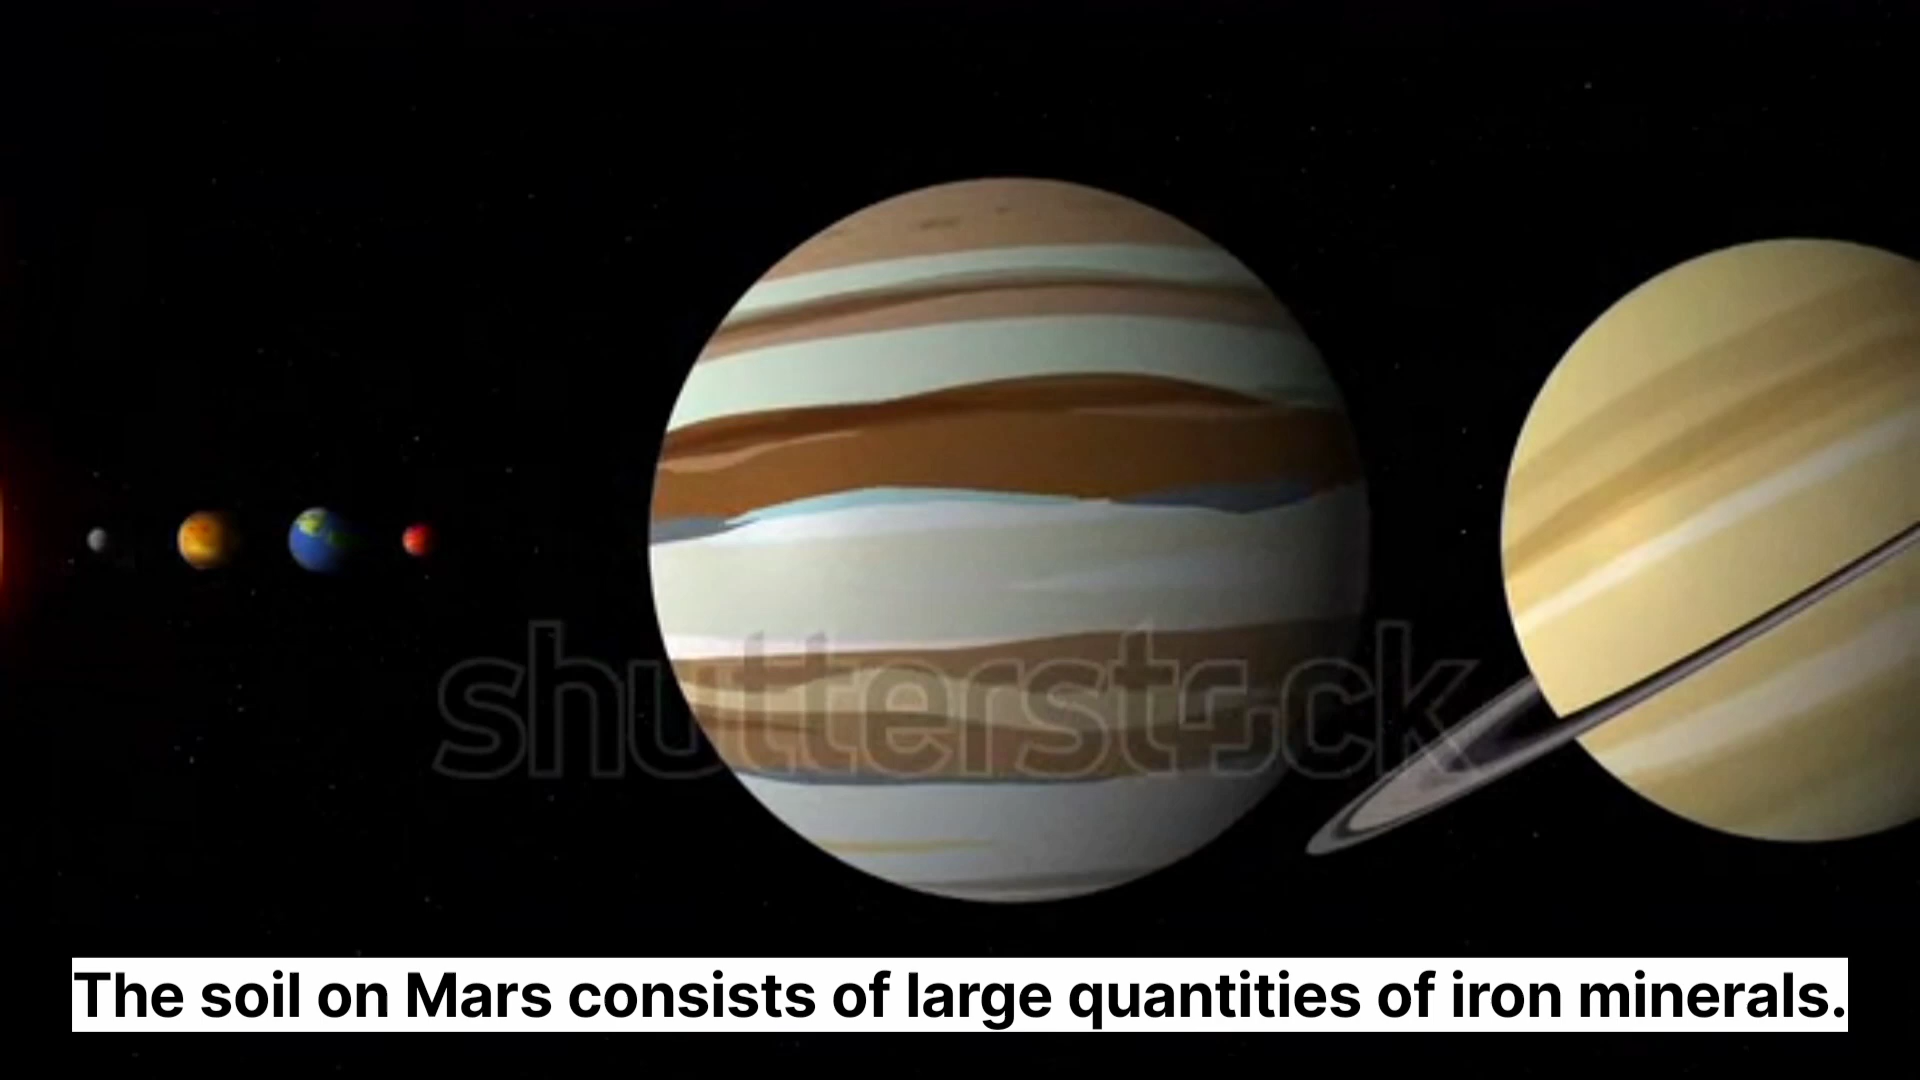 shutterstock
The soil on Mars consists of large quantities of iron minerals.